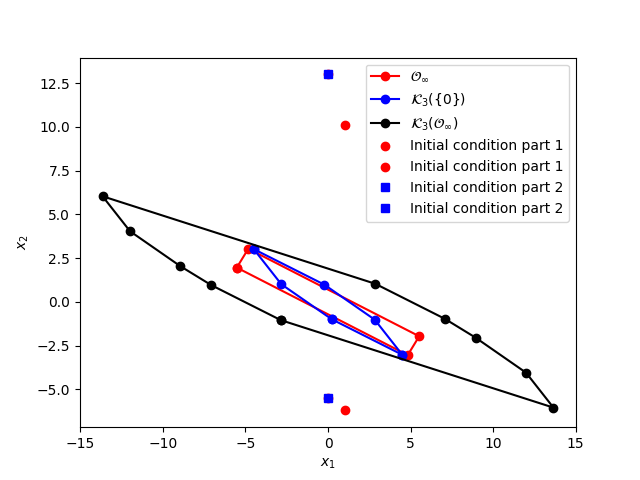 12.5
10.0
7.5
5.0
2.5
0.0
−2.5
−5.0
x₂
−15 −10 −5 0 5 10 15
x₁
𝒪∞
𝒦₃({0})
𝒦₃(𝒪∞)
Initial condition part 1
Initial condition part 1
Initial condition part 2
Initial condition part 2